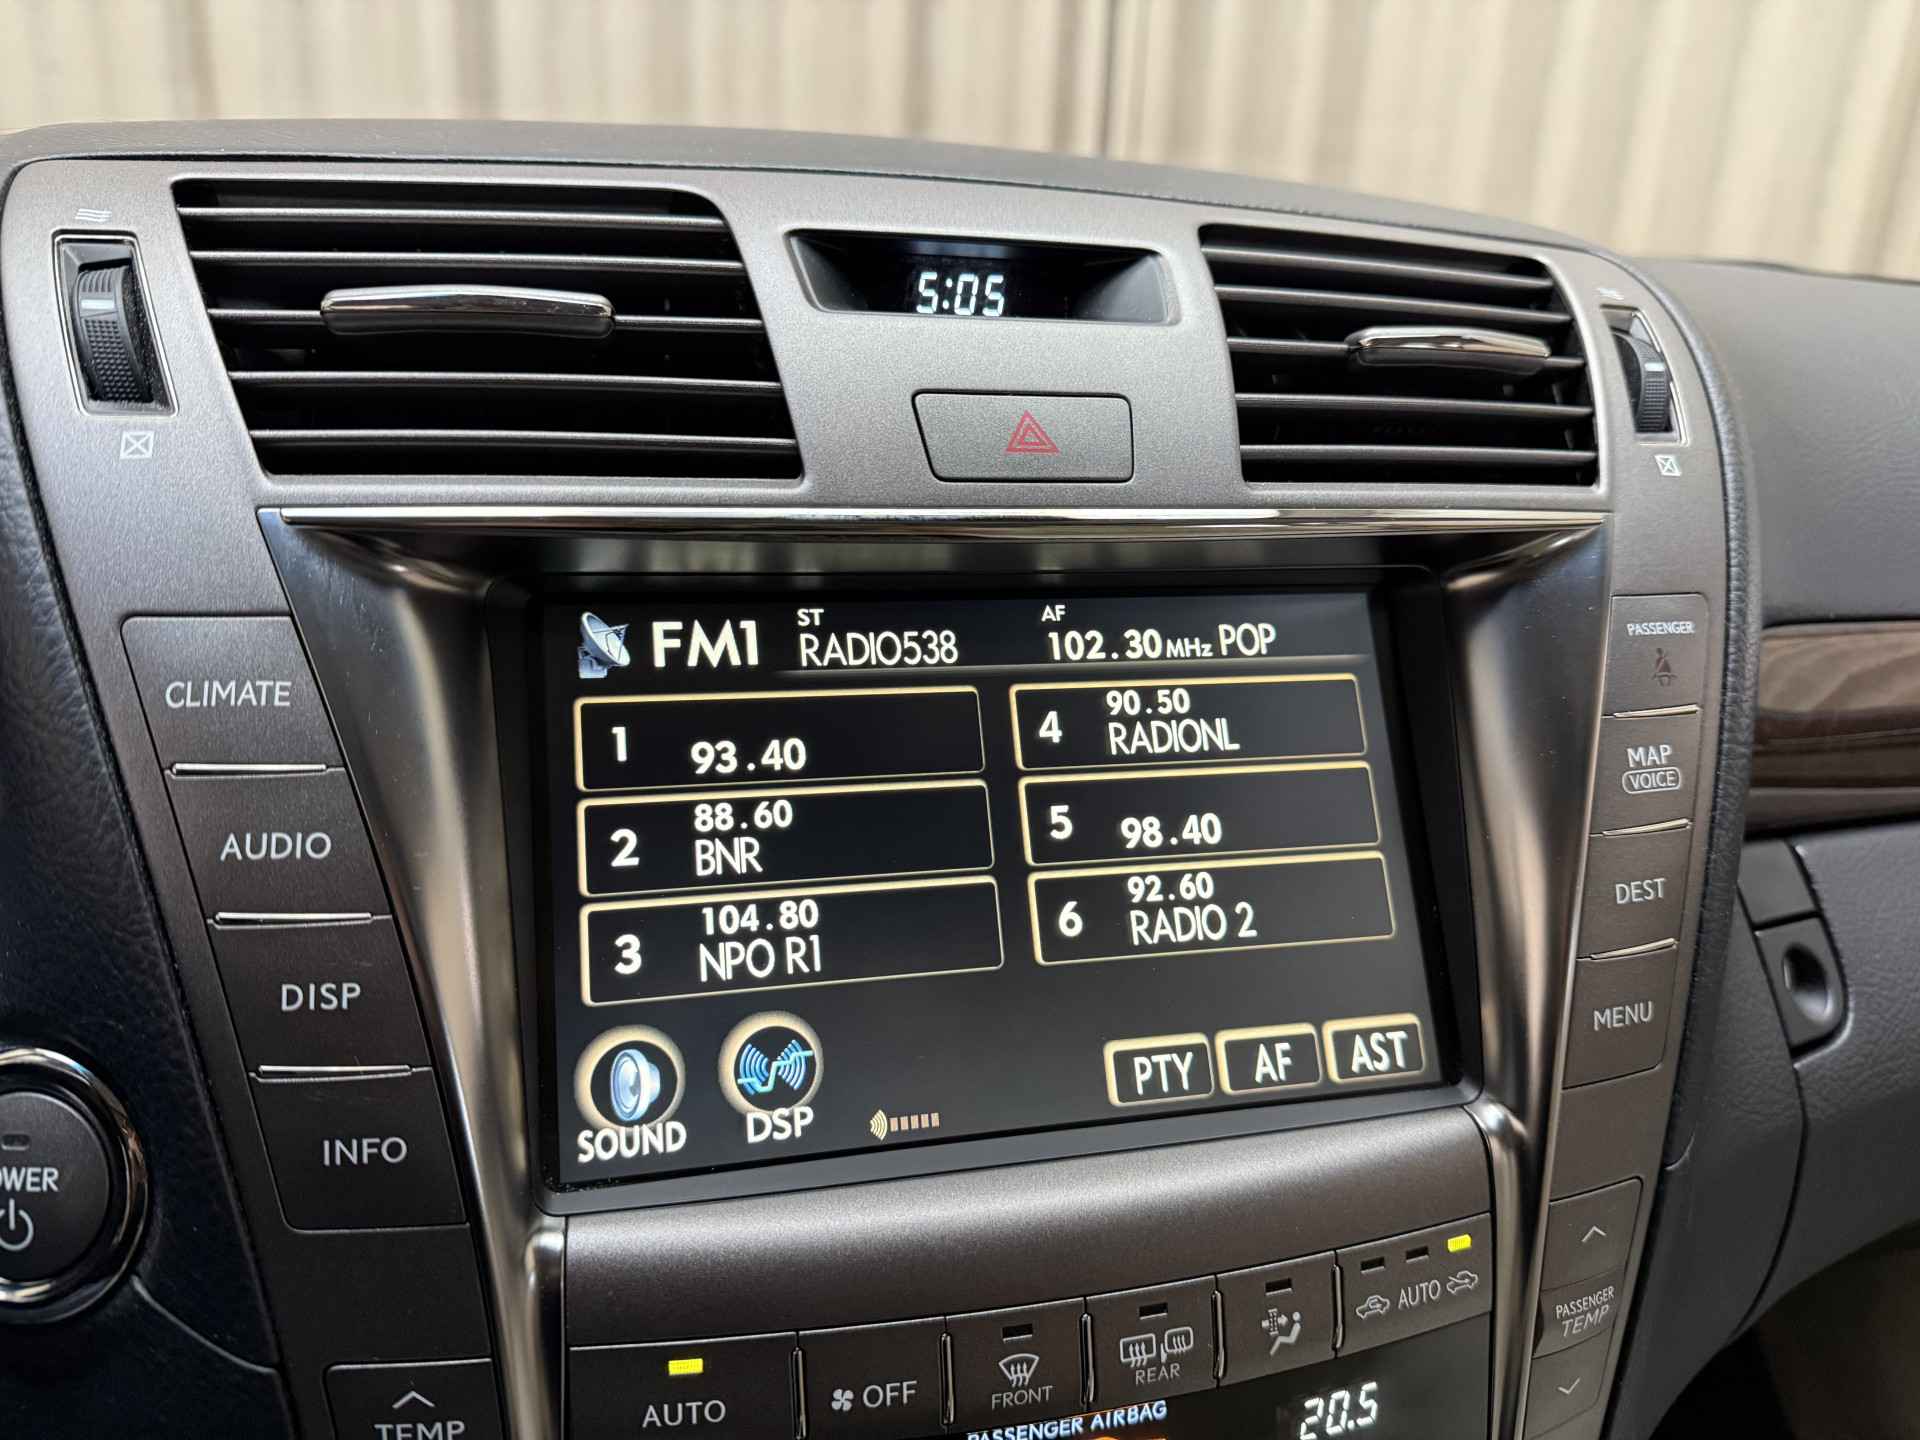 5:05
FM1 ST RADIO538 AF 102.30 MHz POP
1 93.40
2 88.60 BNR
3 104.80 NPO R1
4 90.50 RADIONL
5 98.40
6 92.60 RADIO 2
SOUND
DSP
PTY
AF
AST
CLIMATE
AUDIO
DISP
INFO
PASSENGER
MAP
VOICE
DEST
MENU
PASSENGER
TEMP
TEMP
AUTO
OFF
FRONT
REAR
AUTO
PASSENGER AIRBAG
20.5